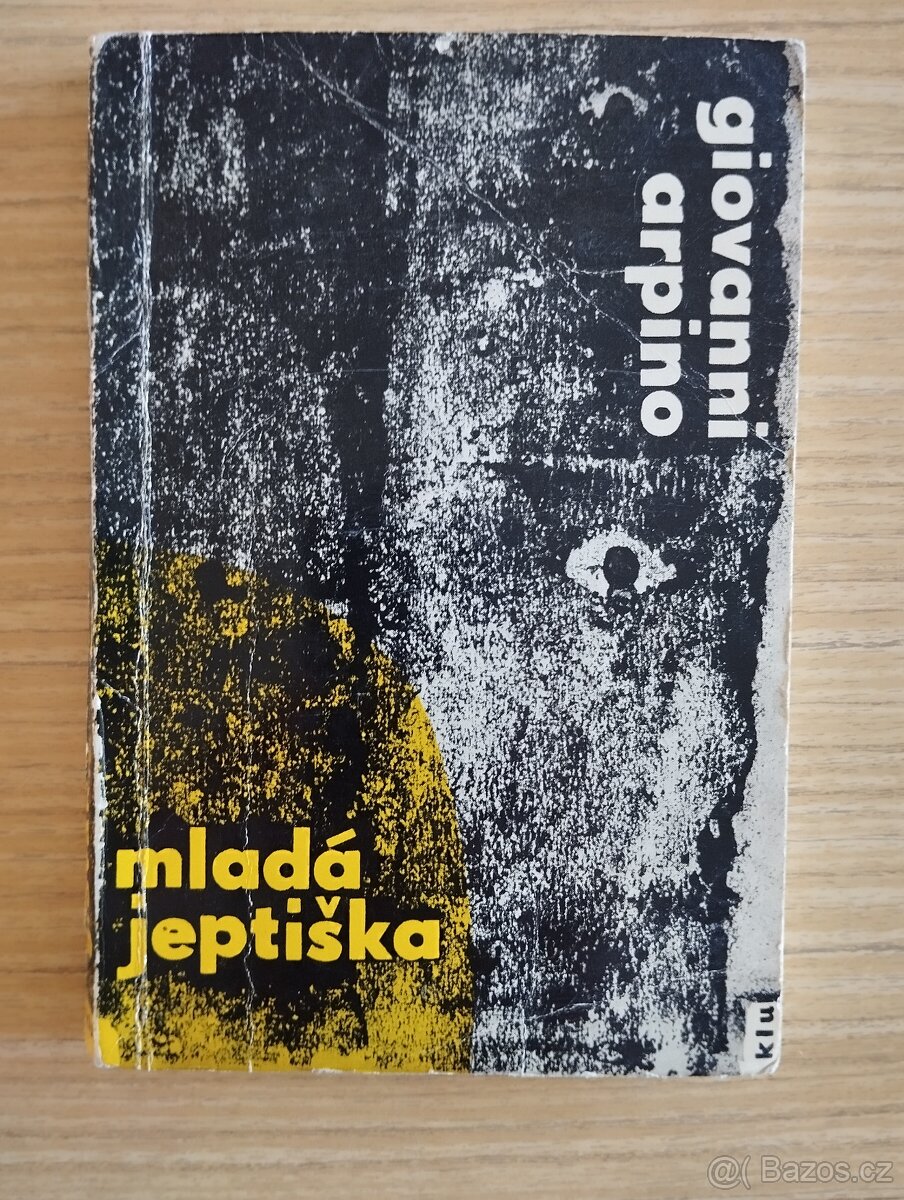 giovanni
arpino
mladá
jeptiška
klu
@( Bazos.cz